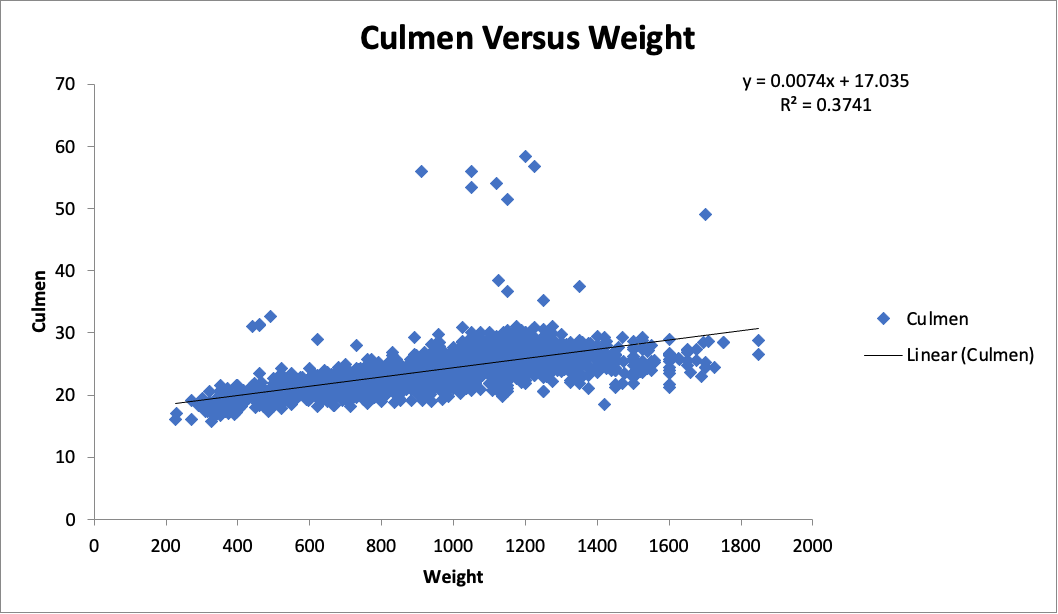 Culmen Versus Weight
y = 0.0074x + 17.035
R² = 0.3741
70
60
50
40
30
20
10
0
Culmen
0 200 400 600 800 1000 1200 1400 1600 1800 2000
Weight
Culmen
Linear (Culmen)